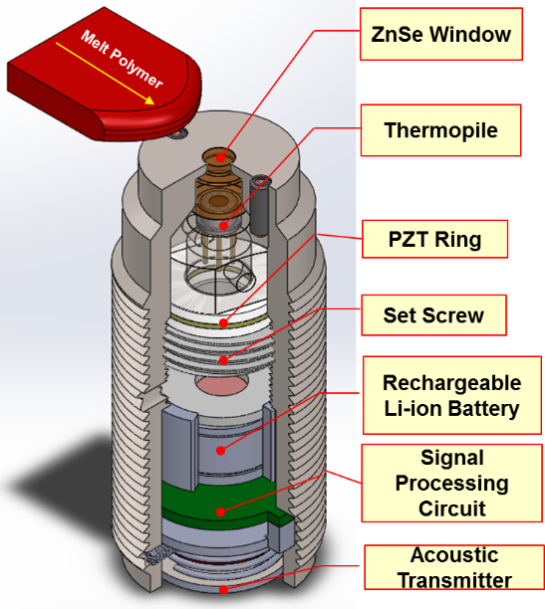 Melt Polymer
ZnSe Window
Thermopile
PZT Ring
Set Screw
Rechargeable
Li-ion Battery
Signal
Processing
Circuit
Acoustic
Transmitter